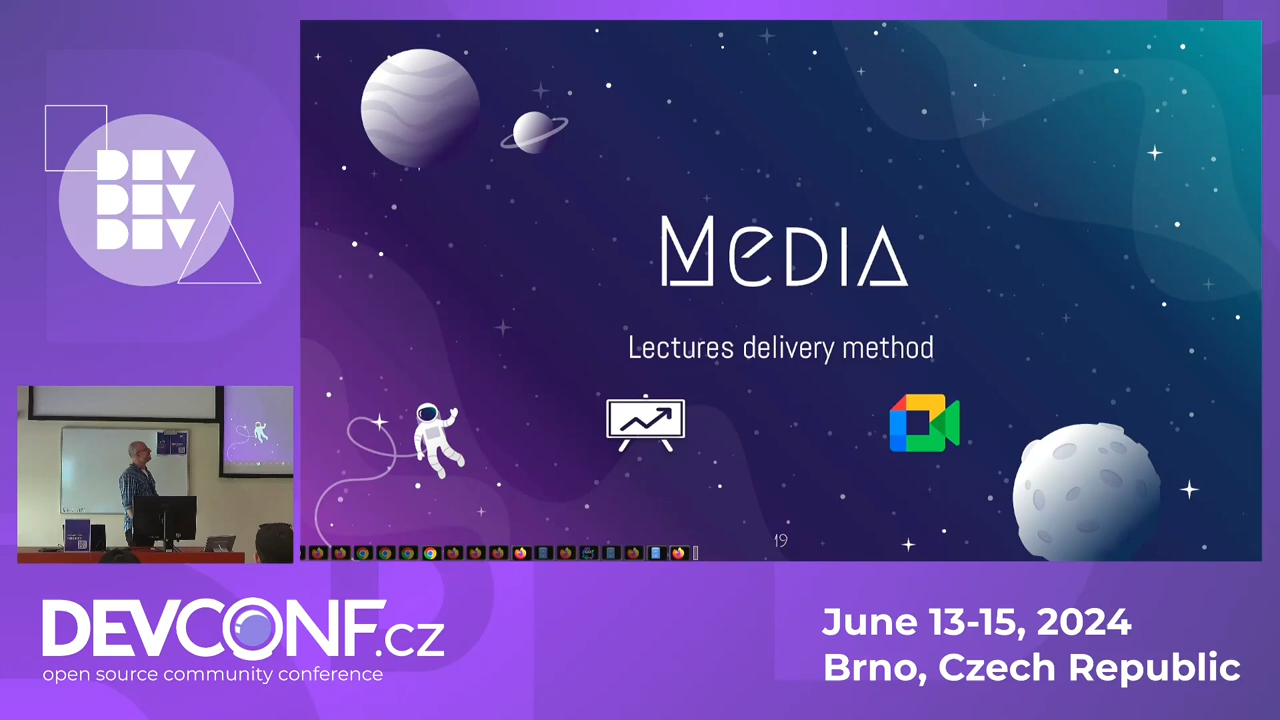 DEV
DEV
DEV
MeDIA
Lectures delivery method
19
DEVCONF.cz
open source community conference
June 13-15, 2024
Brno, Czech Republic